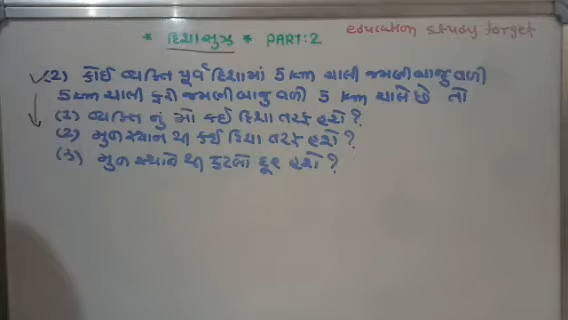 education study target
* દિશાસુઝ * PART:2
(2) કોઈ વ્યક્તિ પૂર્વ દિશામાં 5 km ચાલી જમણીબાજુ વળી
5 km ચાલી ફરી જમણી બાજુ વળી 5 km ચાલે છે તો
(1) વ્યક્તિ નું મો કઈ દિશા તરફ હશે?
(2) મુળ સ્થાન થી કઈ દિશા તરફ હશે?
(3) મુળ સ્થાને થી કેટલો દૂર હશે?